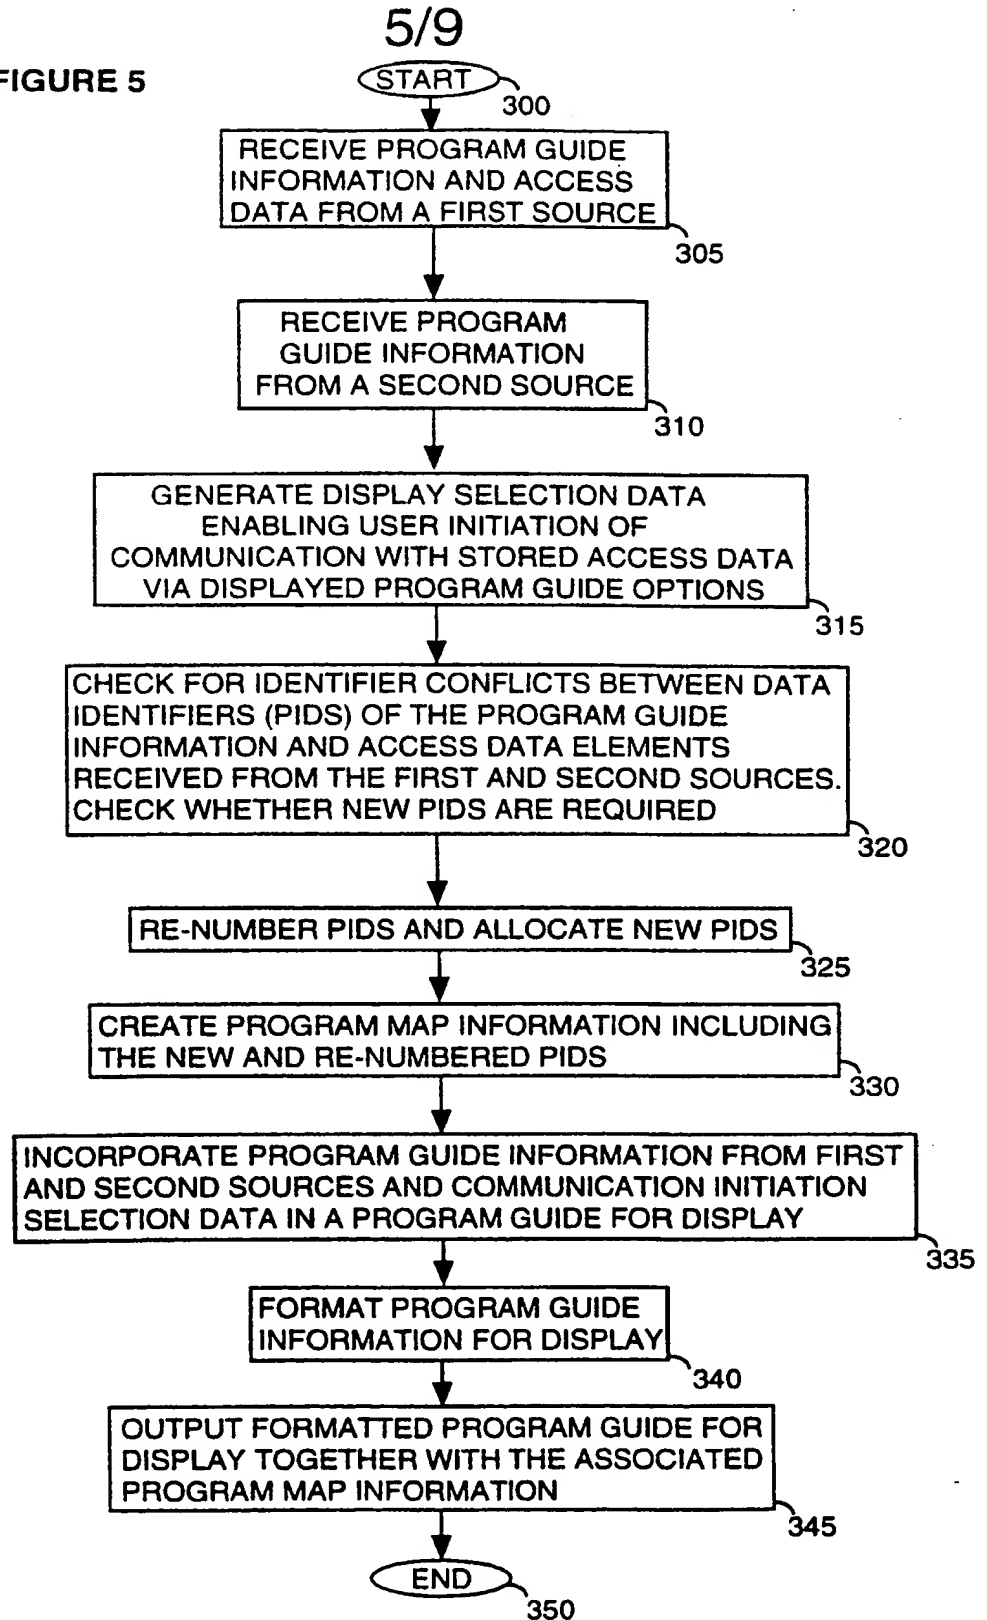 5/9
FIGURE 5
START
300
RECEIVE PROGRAM GUIDE
INFORMATION AND ACCESS
DATA FROM A FIRST SOURCE
305
RECEIVE PROGRAM
GUIDE INFORMATION
FROM A SECOND SOURCE
310
GENERATE DISPLAY SELECTION DATA
ENABLING USER INITIATION OF
COMMUNICATION WITH STORED ACCESS DATA
VIA DISPLAYED PROGRAM GUIDE OPTIONS
315
CHECK FOR IDENTIFIER CONFLICTS BETWEEN DATA
IDENTIFIERS (PIDS) OF THE PROGRAM GUIDE
INFORMATION AND ACCESS DATA ELEMENTS
RECEIVED FROM THE FIRST AND SECOND SOURCES.
CHECK WHETHER NEW PIDS ARE REQUIRED
320
RE-NUMBER PIDS AND ALLOCATE NEW PIDS
325
CREATE PROGRAM MAP INFORMATION INCLUDING
THE NEW AND RE-NUMBERED PIDS
330
INCORPORATE PROGRAM GUIDE INFORMATION FROM FIRST
AND SECOND SOURCES AND COMMUNICATION INITIATION
SELECTION DATA IN A PROGRAM GUIDE FOR DISPLAY
335
FORMAT PROGRAM GUIDE
INFORMATION FOR DISPLAY
340
OUTPUT FORMATTED PROGRAM GUIDE FOR
DISPLAY TOGETHER WITH THE ASSOCIATED
PROGRAM MAP INFORMATION
345
END
350